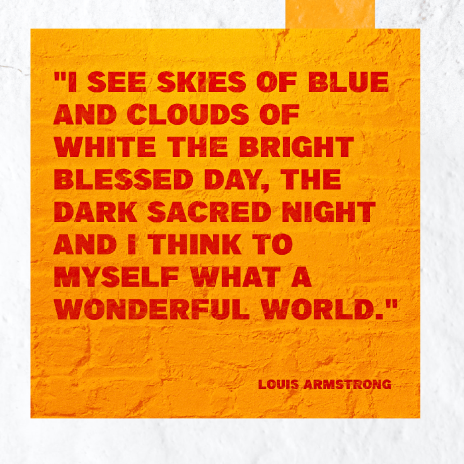 "I SEE SKIES OF BLUE
AND CLOUDS OF
WHITE THE BRIGHT
BLESSED DAY, THE
DARK SACRED NIGHT
AND I THINK TO
MYSELF WHAT A
WONDERFUL WORLD."
LOUIS ARMSTRONG